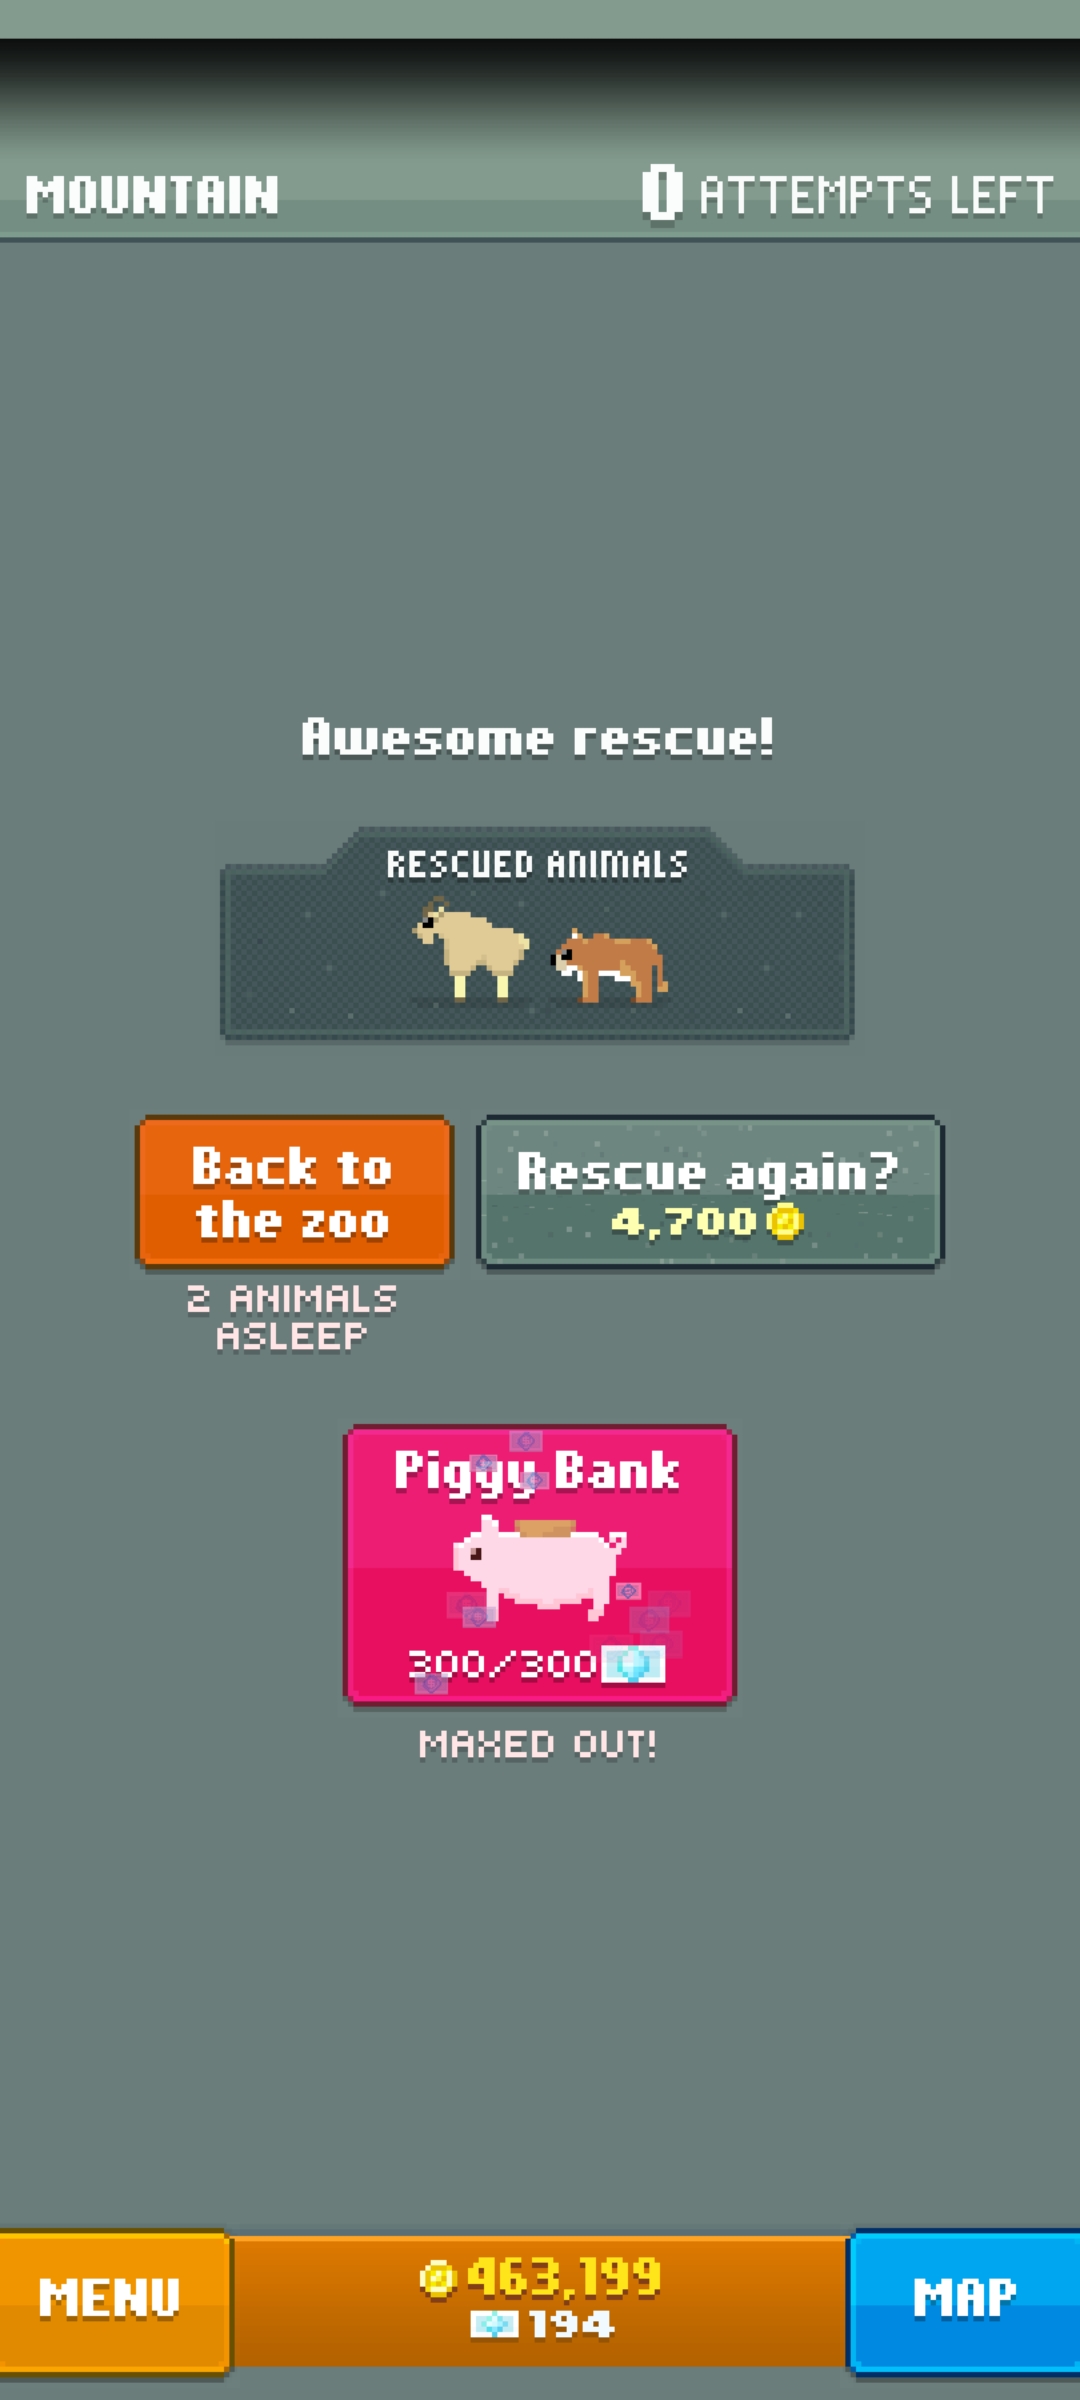 MOUNTAIN
0 ATTEMPTS LEFT
Awesome rescue!
RESCUED ANIMALS
Back to
the zoo
Rescue again?
4,700
2 ANIMALS
ASLEEP
Piggy Bank
300/300
MAXED OUT!
MENU
463,199
194
MAP